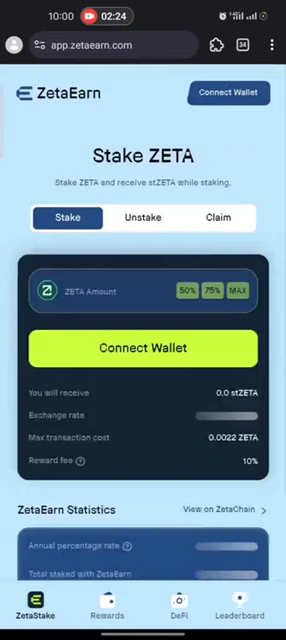 10:00
02:24
app.zetaearn.com
34
ZetaEarn
Connect Wallet
Stake ZETA
Stake ZETA and receive stZETA while staking.
Stake
Unstake
Claim
ZETA Amount
50%
75%
MAX
Connect Wallet
You will receive
0.0 stZETA
Exchange rate
Max transaction cost
0.0022 ZETA
Reward fee
10%
ZetaEarn Statistics
View on ZetaChain
Annual percentage rate
Total staked with ZetaEarn
ZetaStake
Rewards
DeFi
Leaderboard